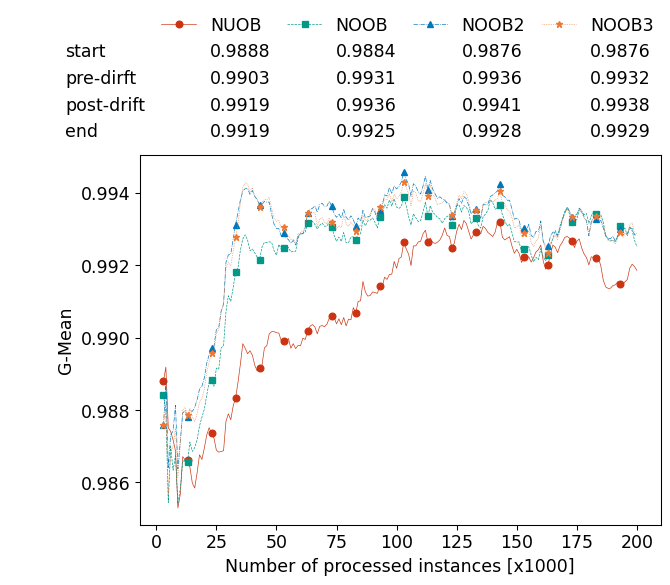 NUOB NOOB NOOB2 NOOB3
start 0.9888 0.9884 0.9876 0.9876
pre-dirft 0.9903 0.9931 0.9936 0.9932
post-drift 0.9919 0.9936 0.9941 0.9938
end 0.9919 0.9925 0.9928 0.9929
G-Mean
0.994
0.992
0.990
0.988
0.986
0 25 50 75 100 125 150 175 200
Number of processed instances [x1000]